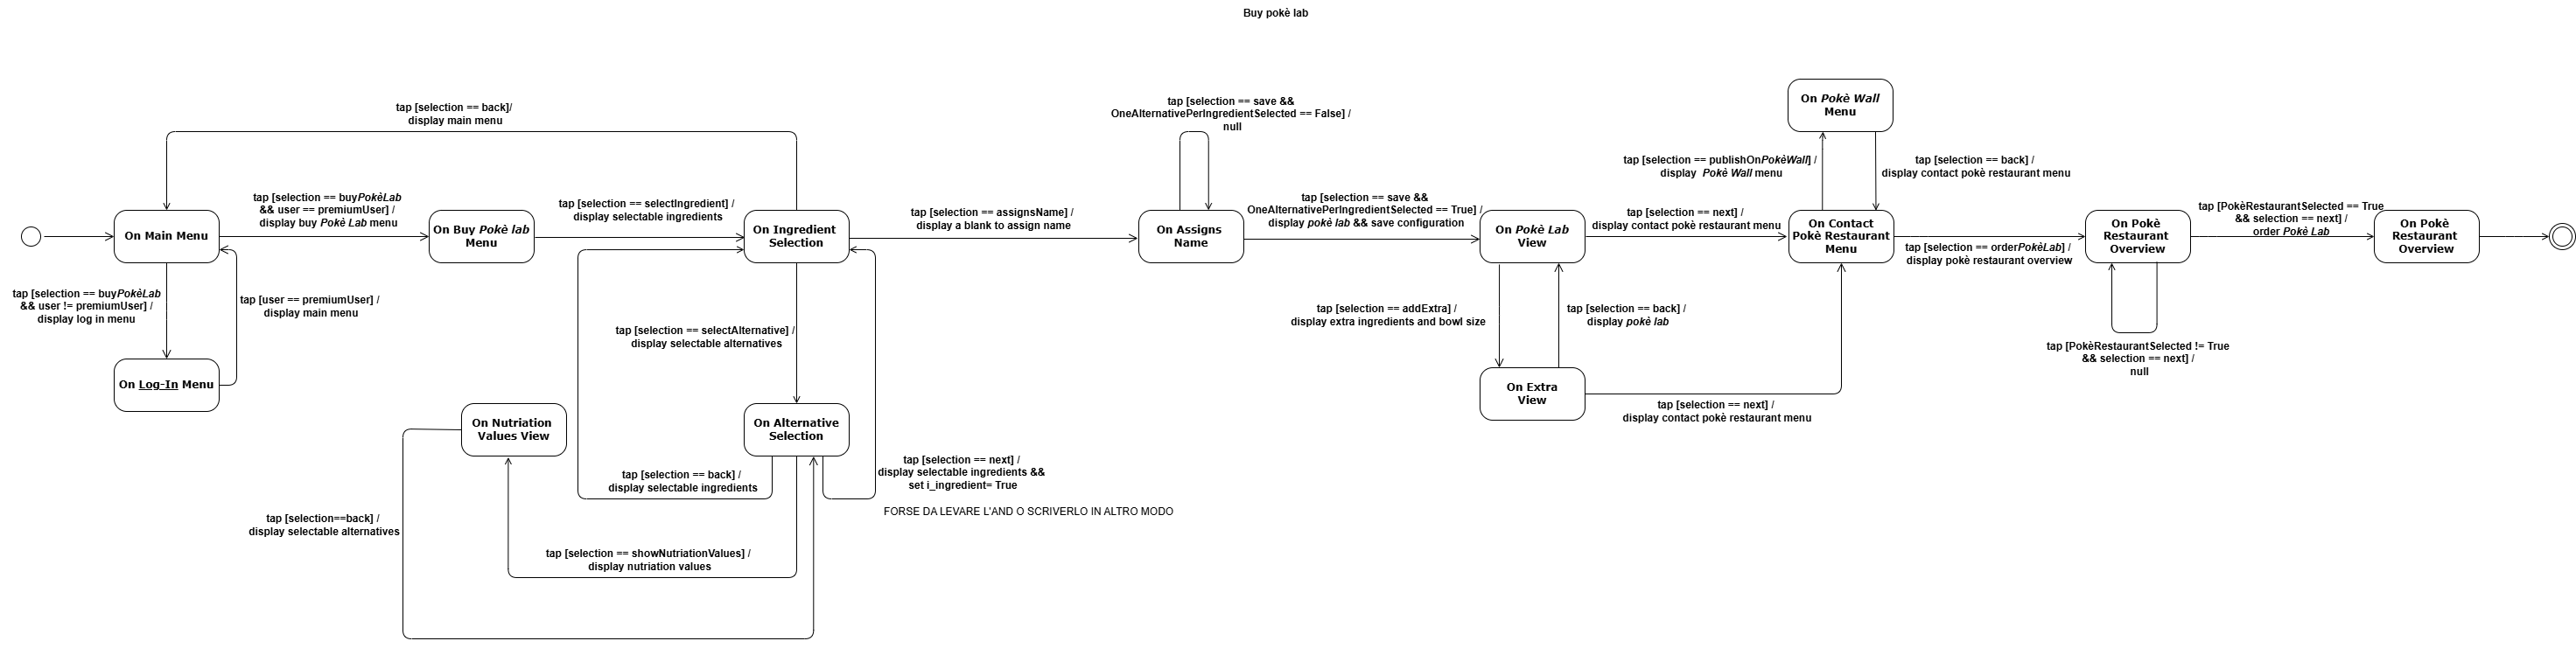 Buy pokè lab
tap [selection == back]/
display main menu
On Main Menu
tap [selection == buyPokèLab
&& user == premiumUser] /
display buy Pokè Lab menu
tap [selection == buyPokèLab
&& user != premiumUser] /
display log in menu
tap [user == premiumUser] /
display main menu
On Log-In Menu
On Buy Pokè lab
Menu
tap [selection == selectIngredient] /
display selectable ingredients
On Ingredient
Selection
tap [selection == selectAlternative] /
display selectable alternatives
On Nutriation
Values View
On Alternative
Selection
tap [selection == back] /
display selectable ingredients
tap [selection == next] /
display selectable ingredients &&
set i_ingredient= True
FORSE DA LEVARE L'AND O SCRIVERLO IN ALTRO MODO
tap [selection==back] /
display selectable alternatives
tap [selection == showNutriationValues] /
display nutriation values
tap [selection == assignsName] /
display a blank to assign name
tap [selection == save &&
OneAlternativePerIngredientSelected == False] /
null
On Assigns
Name
tap [selection == save &&
OneAlternativePerIngredientSelected == True] /
display pokè lab && save configuration
On Pokè Lab
View
tap [selection == addExtra] /
display extra ingredients and bowl size
tap [selection == back] /
display pokè lab
On Extra
View
tap [selection == next] /
display contact pokè restaurant menu
tap [selection == next] /
display contact pokè restaurant menu
On Pokè Wall
Menu
tap [selection == publishOnPokèWall] /
display Pokè Wall menu
tap [selection == back] /
display contact pokè restaurant menu
On Contact
Pokè Restaurant
Menu
tap [selection == orderPokèLab] /
display pokè restaurant overview
On Pokè
Restaurant
Overview
tap [PokèRestaurantSelected != True
&& selection == next] /
null
tap [PokèRestaurantSelected == True
&& selection == next] /
order Pokè Lab
On Pokè
Restaurant
Overview